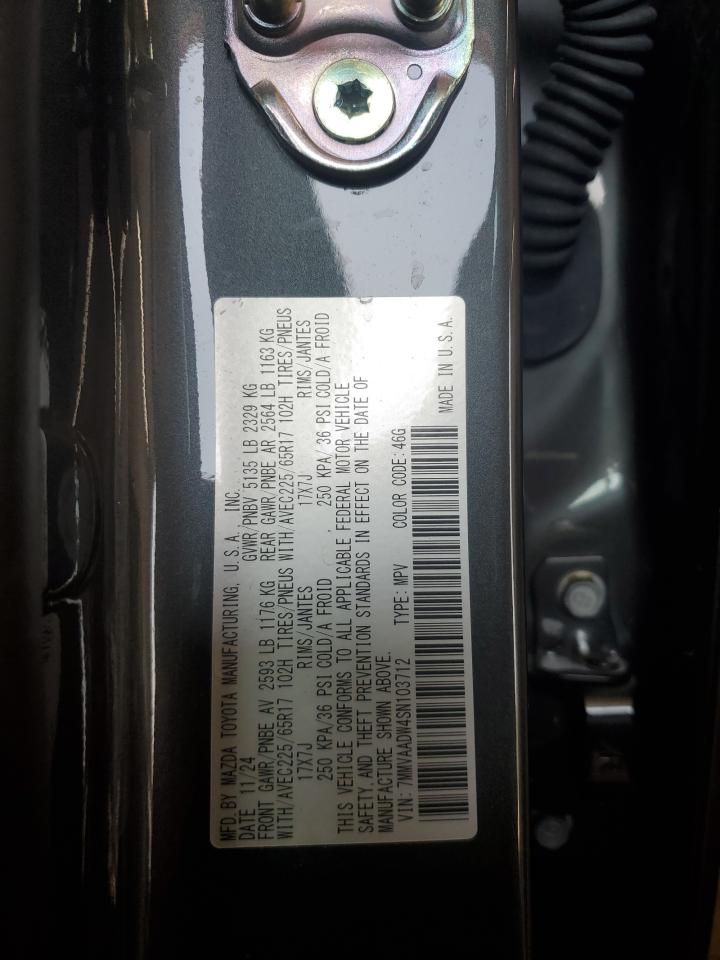 MFD.BY MAZDA TOYOTA MANUFACTURING, U.S.A., INC.
DATE 11/24 GVWR/PNBV 5135 LB 2329 KG
FRONT GAWR/PNBE AV 2593 LB 1176 KG REAR GAWR/PNBE AR 2564 LB 1163 KG
WITH/AVEC225/65R17 102H TIRES/PNEUS WITH/AVEC225/65R17 102H TIRES/PNEUS
17X7J RIMS/JANTES 17X7J RIMS/JANTES
250 KPA/36 PSI COLD/A FROID , 250 KPA/36 PSI COLD/A FROID
THIS VEHICLE CONFORMS TO ALL APPLICABLE FEDERAL MOTOR VEHICLE
SAFETY, AND THEFT PREVENTION STANDARDS IN EFFECT ON THE DATE OF
MANUFACTURE SHOWN ABOVE.
VIN: 7MMVAADW4SN103712 TYPE: MPV COLOR CODE: 46G
MADE IN U.S.A.